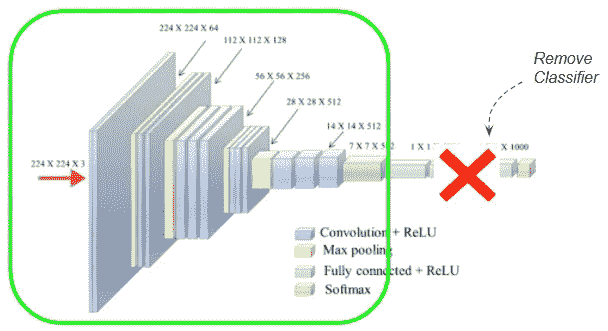 224 X 224 X 64
112 X 112 X 128
56 X 56 X 256
28 X 28 X 512
14 X 14 X 512
7 X 7 X 512
1 X 1
X 1000
Remove
Classifier
224 X 224 X 3
Convolution + ReLU
Max pooling
Fully connected + ReLU
Softmax